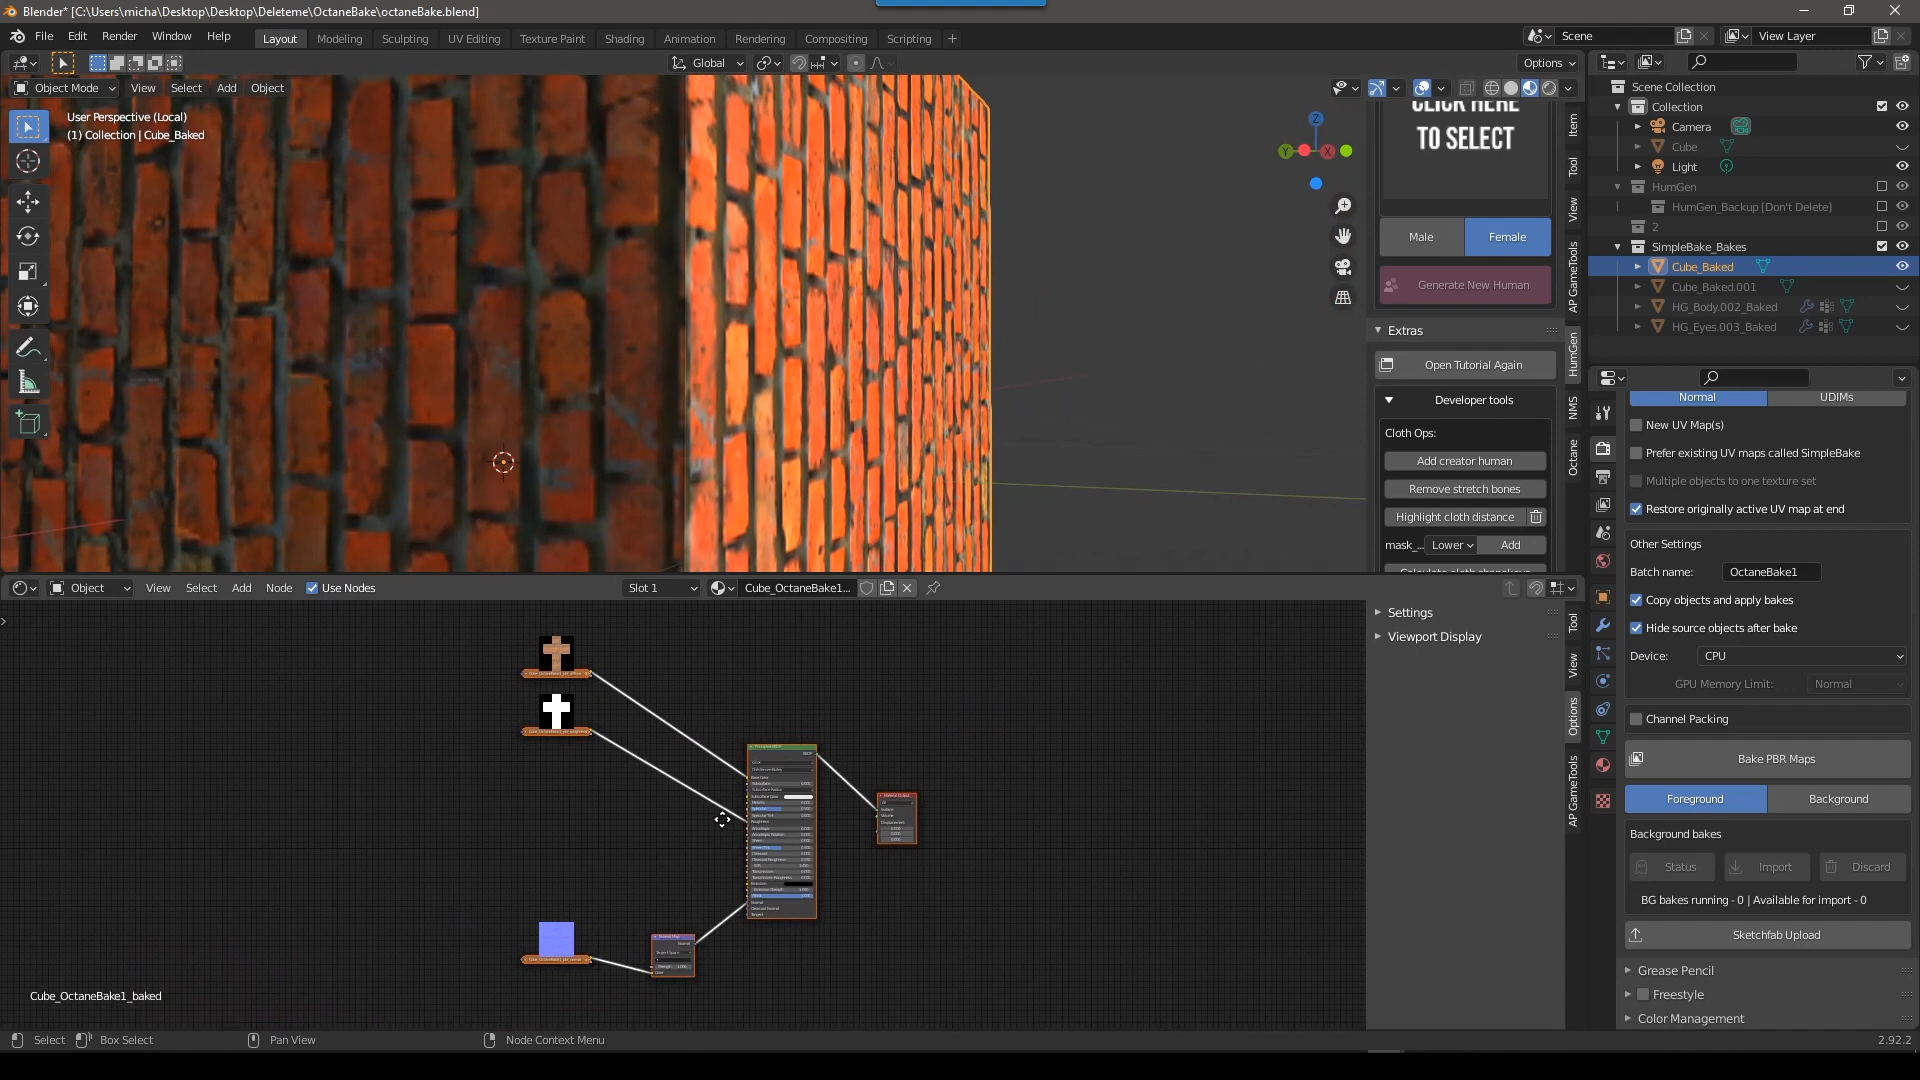 Blender* [C:\Users\micha\Desktop\Desktop\Deleteme\OctaneBake\octaneBake.blend]
File Edit Render Window Help Layout Modeling Sculpting UV Editing Texture Paint Shading Animation Rendering Compositing Scripting + Scene View Layer
Global Options
Object Mode View Select Add Object
User Perspective (Local)
(1) Collection | Cube_Baked
Z
Y X
CLICK HERE
TO SELECT
Male Female
Generate New Human
Extras
Open Tutorial Again
Developer tools
Cloth Ops:
Add creator human
Remove stretch bones
Highlight cloth distance
mask_... Lower Add
Item
Tool
View
AP GameTools
HumGen
NMS
Octane
Scene Collection
Collection
Camera
Cube
Light
HumGen
HumGen_Backup [Don't Delete]
2
SimpleBake_Bakes
Cube_Baked
Cube_Baked.001
HG_Body.002_Baked
HG_Eyes.003_Baked
Normal UDIMs
New UV Map(s)
Prefer existing UV maps called SimpleBake
Multiple objects to one texture set
Restore originally active UV map at end
Other Settings
Batch name: OctaneBake1
Copy objects and apply bakes
Hide source objects after bake
Device: CPU
GPU Memory Limit: Normal
Channel Packing
Bake PBR Maps
Foreground Background
Background bakes
Status Import Discard
BG bakes running - 0 | Available for import - 0
Sketchfab Upload
Grease Pencil
Freestyle
Color Management
Object View Select Add Node Use Nodes Slot 1 Cube_OctaneBake1...
Settings
Viewport Display
Tool
View
Options
AP GameTools
Cube_OctaneBake1_baked
Select Box Select Pan View Node Context Menu 2.92.2